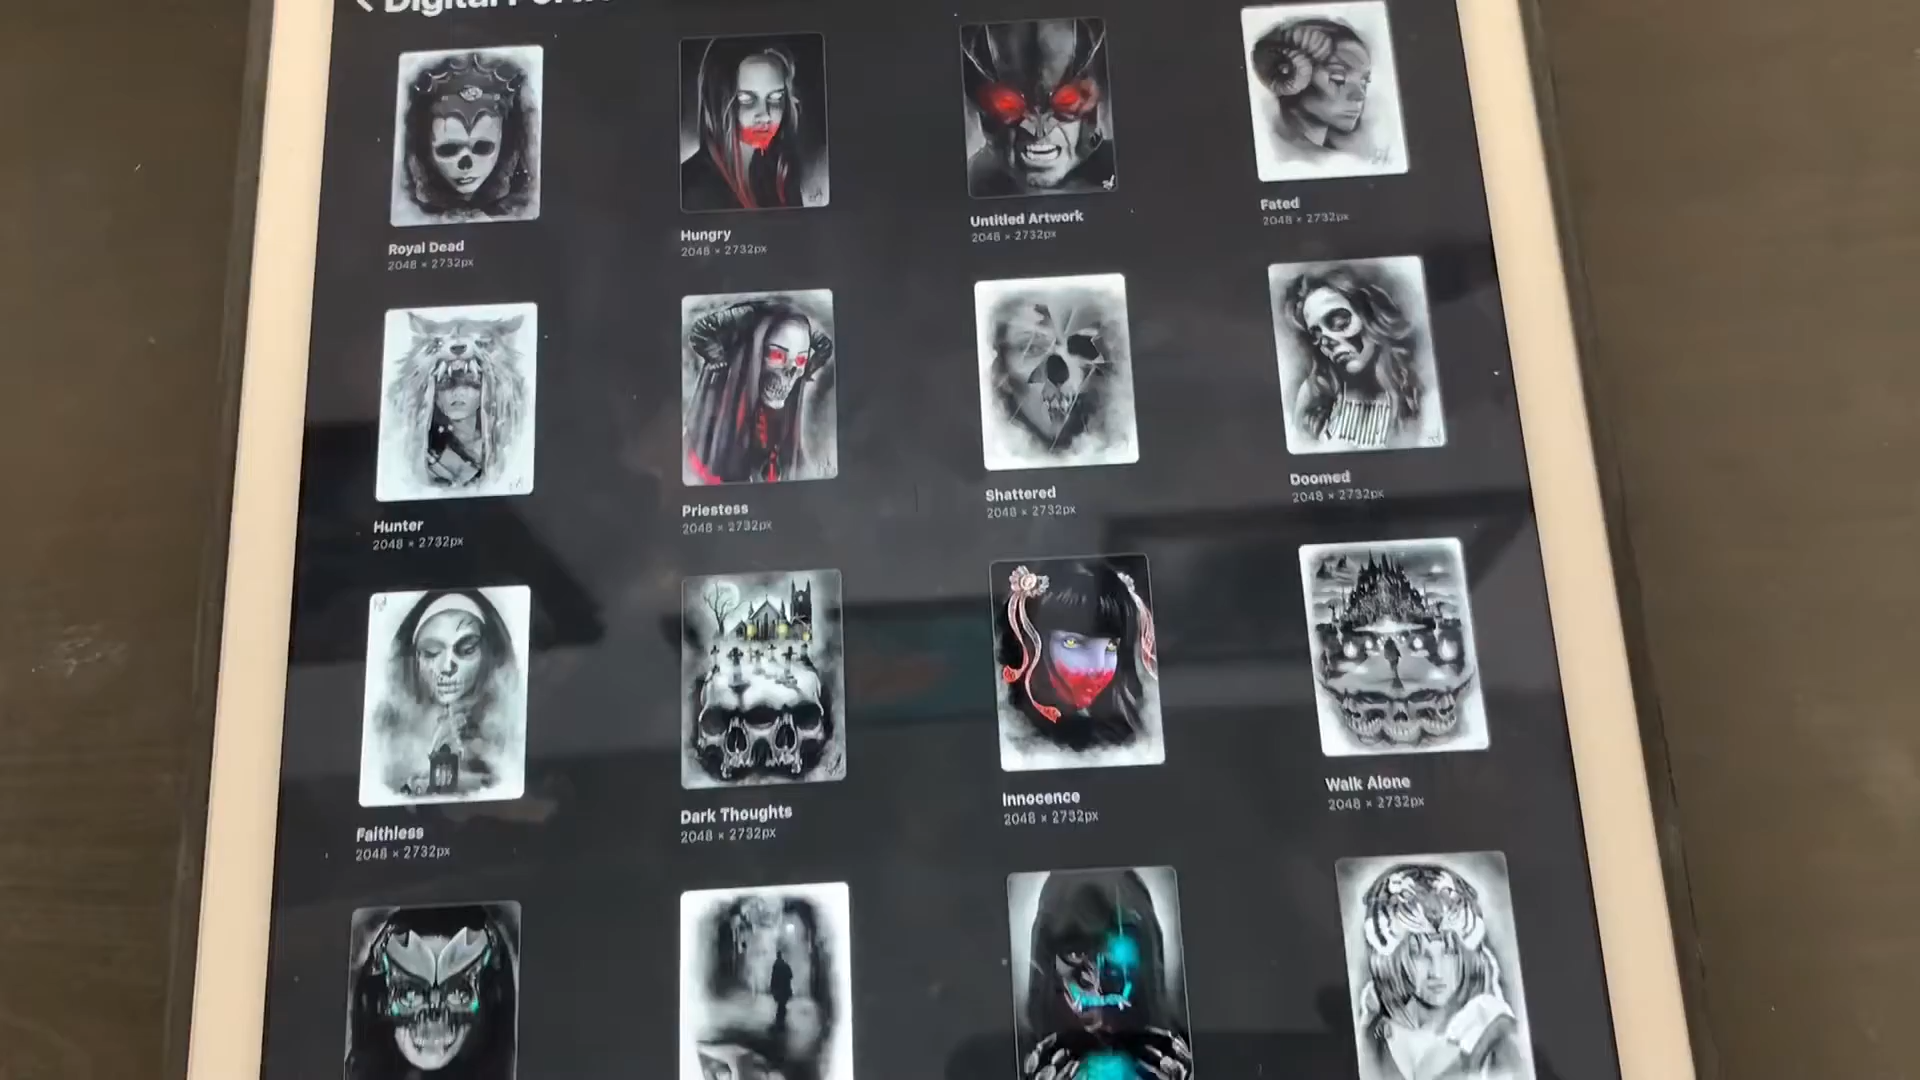 Digital
Royal Dead
2048 × 2732px
Hungry
2048 × 2732px
Untitled Artwork
2048 × 2732px
Fated
2048 × 2732px
Hunter
2048 × 2732px
Priestess
2048 × 2732px
Shattered
2048 × 2732px
Doomed
2048 × 2732px
Faithless
2048 × 2732px
Dark Thoughts
2048 × 2732px
Innocence
2048 × 2732px
Walk Alone
2048 × 2732px